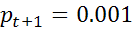 p_{t+1} = 0.001